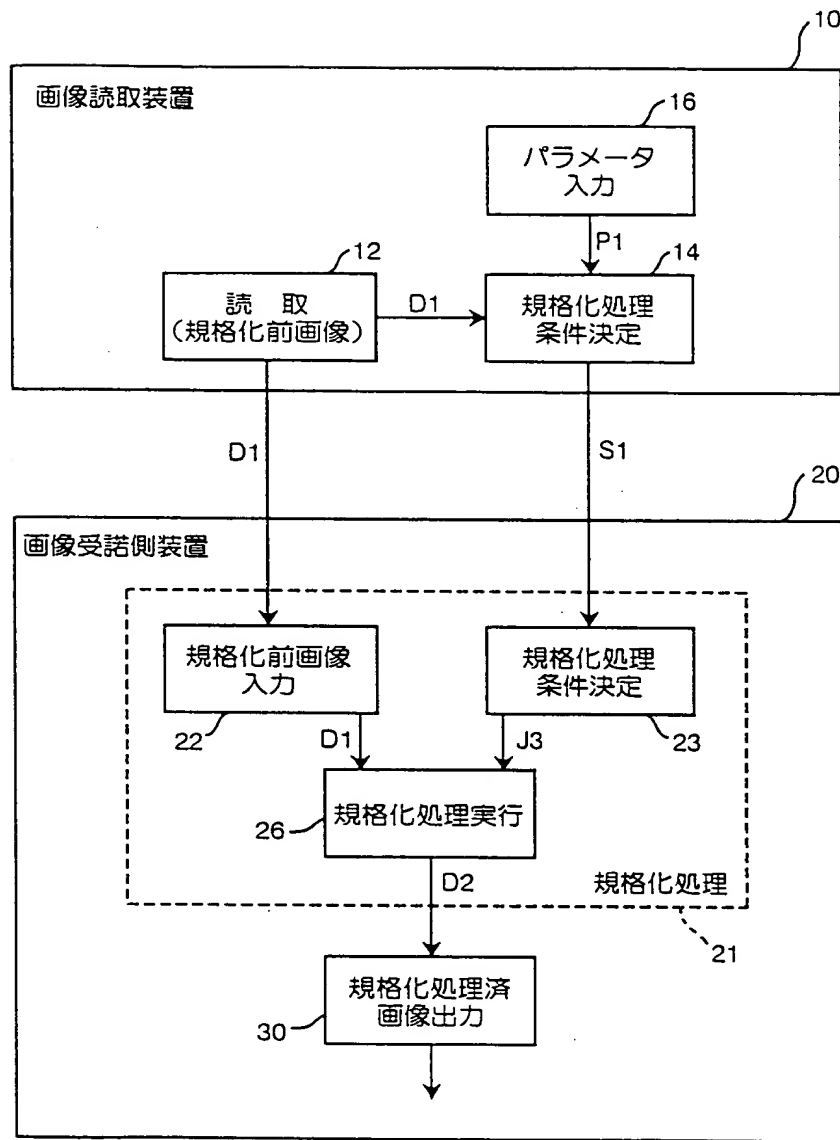 10
画像読取装置
16
パラメータ
入力
P1
12
14
読 取
(規格化前画像)
D1
規格化処理
条件決定
D1
S1
20
画像受諾側装置
規格化前画像
入力
規格化処理
条件決定
22
D1
J3
23
26
規格化処理実行
D2
規格化処理
21
規格化処理済
画像出力
30